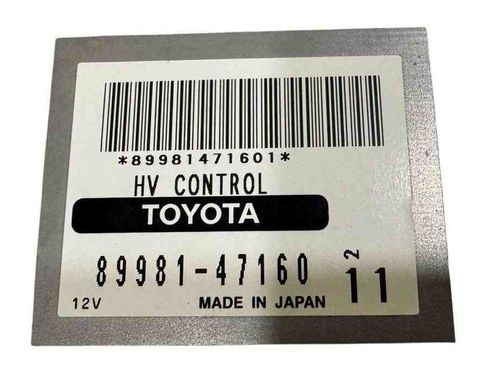 *89981471601*
HV CONTROL
TOYOTA
89981-47160
2
11
12V
MADE IN JAPAN